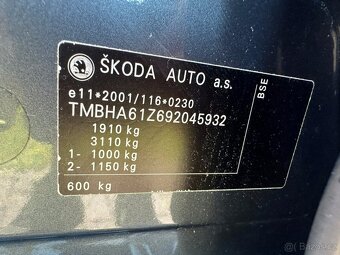 ŠKODA AUTO a.s.
BSE
e11*2001/116*0230
TMBHA61Z692045932
1910 kg
3110 kg
1- 1000 kg
2- 1150 kg
600 kg